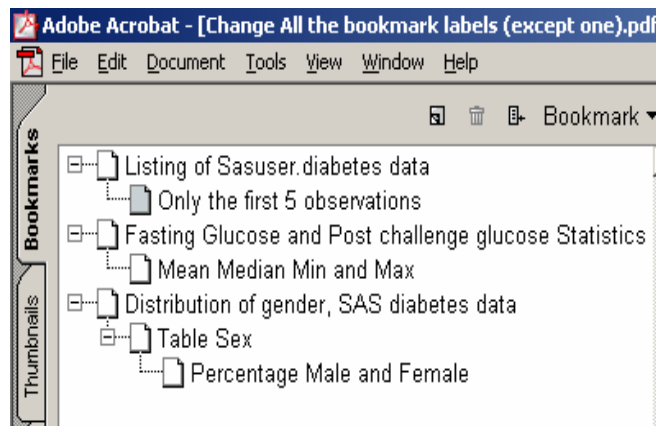 Adobe Acrobat - [Change All the bookmark labels (except one).pdf
File Edit Document Tools View Window Help
Bookmark
Bookmarks
Thumbnails
Listing of Sasuser.diabetes data
Only the first 5 observations
Fasting Glucose and Post challenge glucose Statistics
Mean Median Min and Max
Distribution of gender, SAS diabetes data
Table Sex
Percentage Male and Female